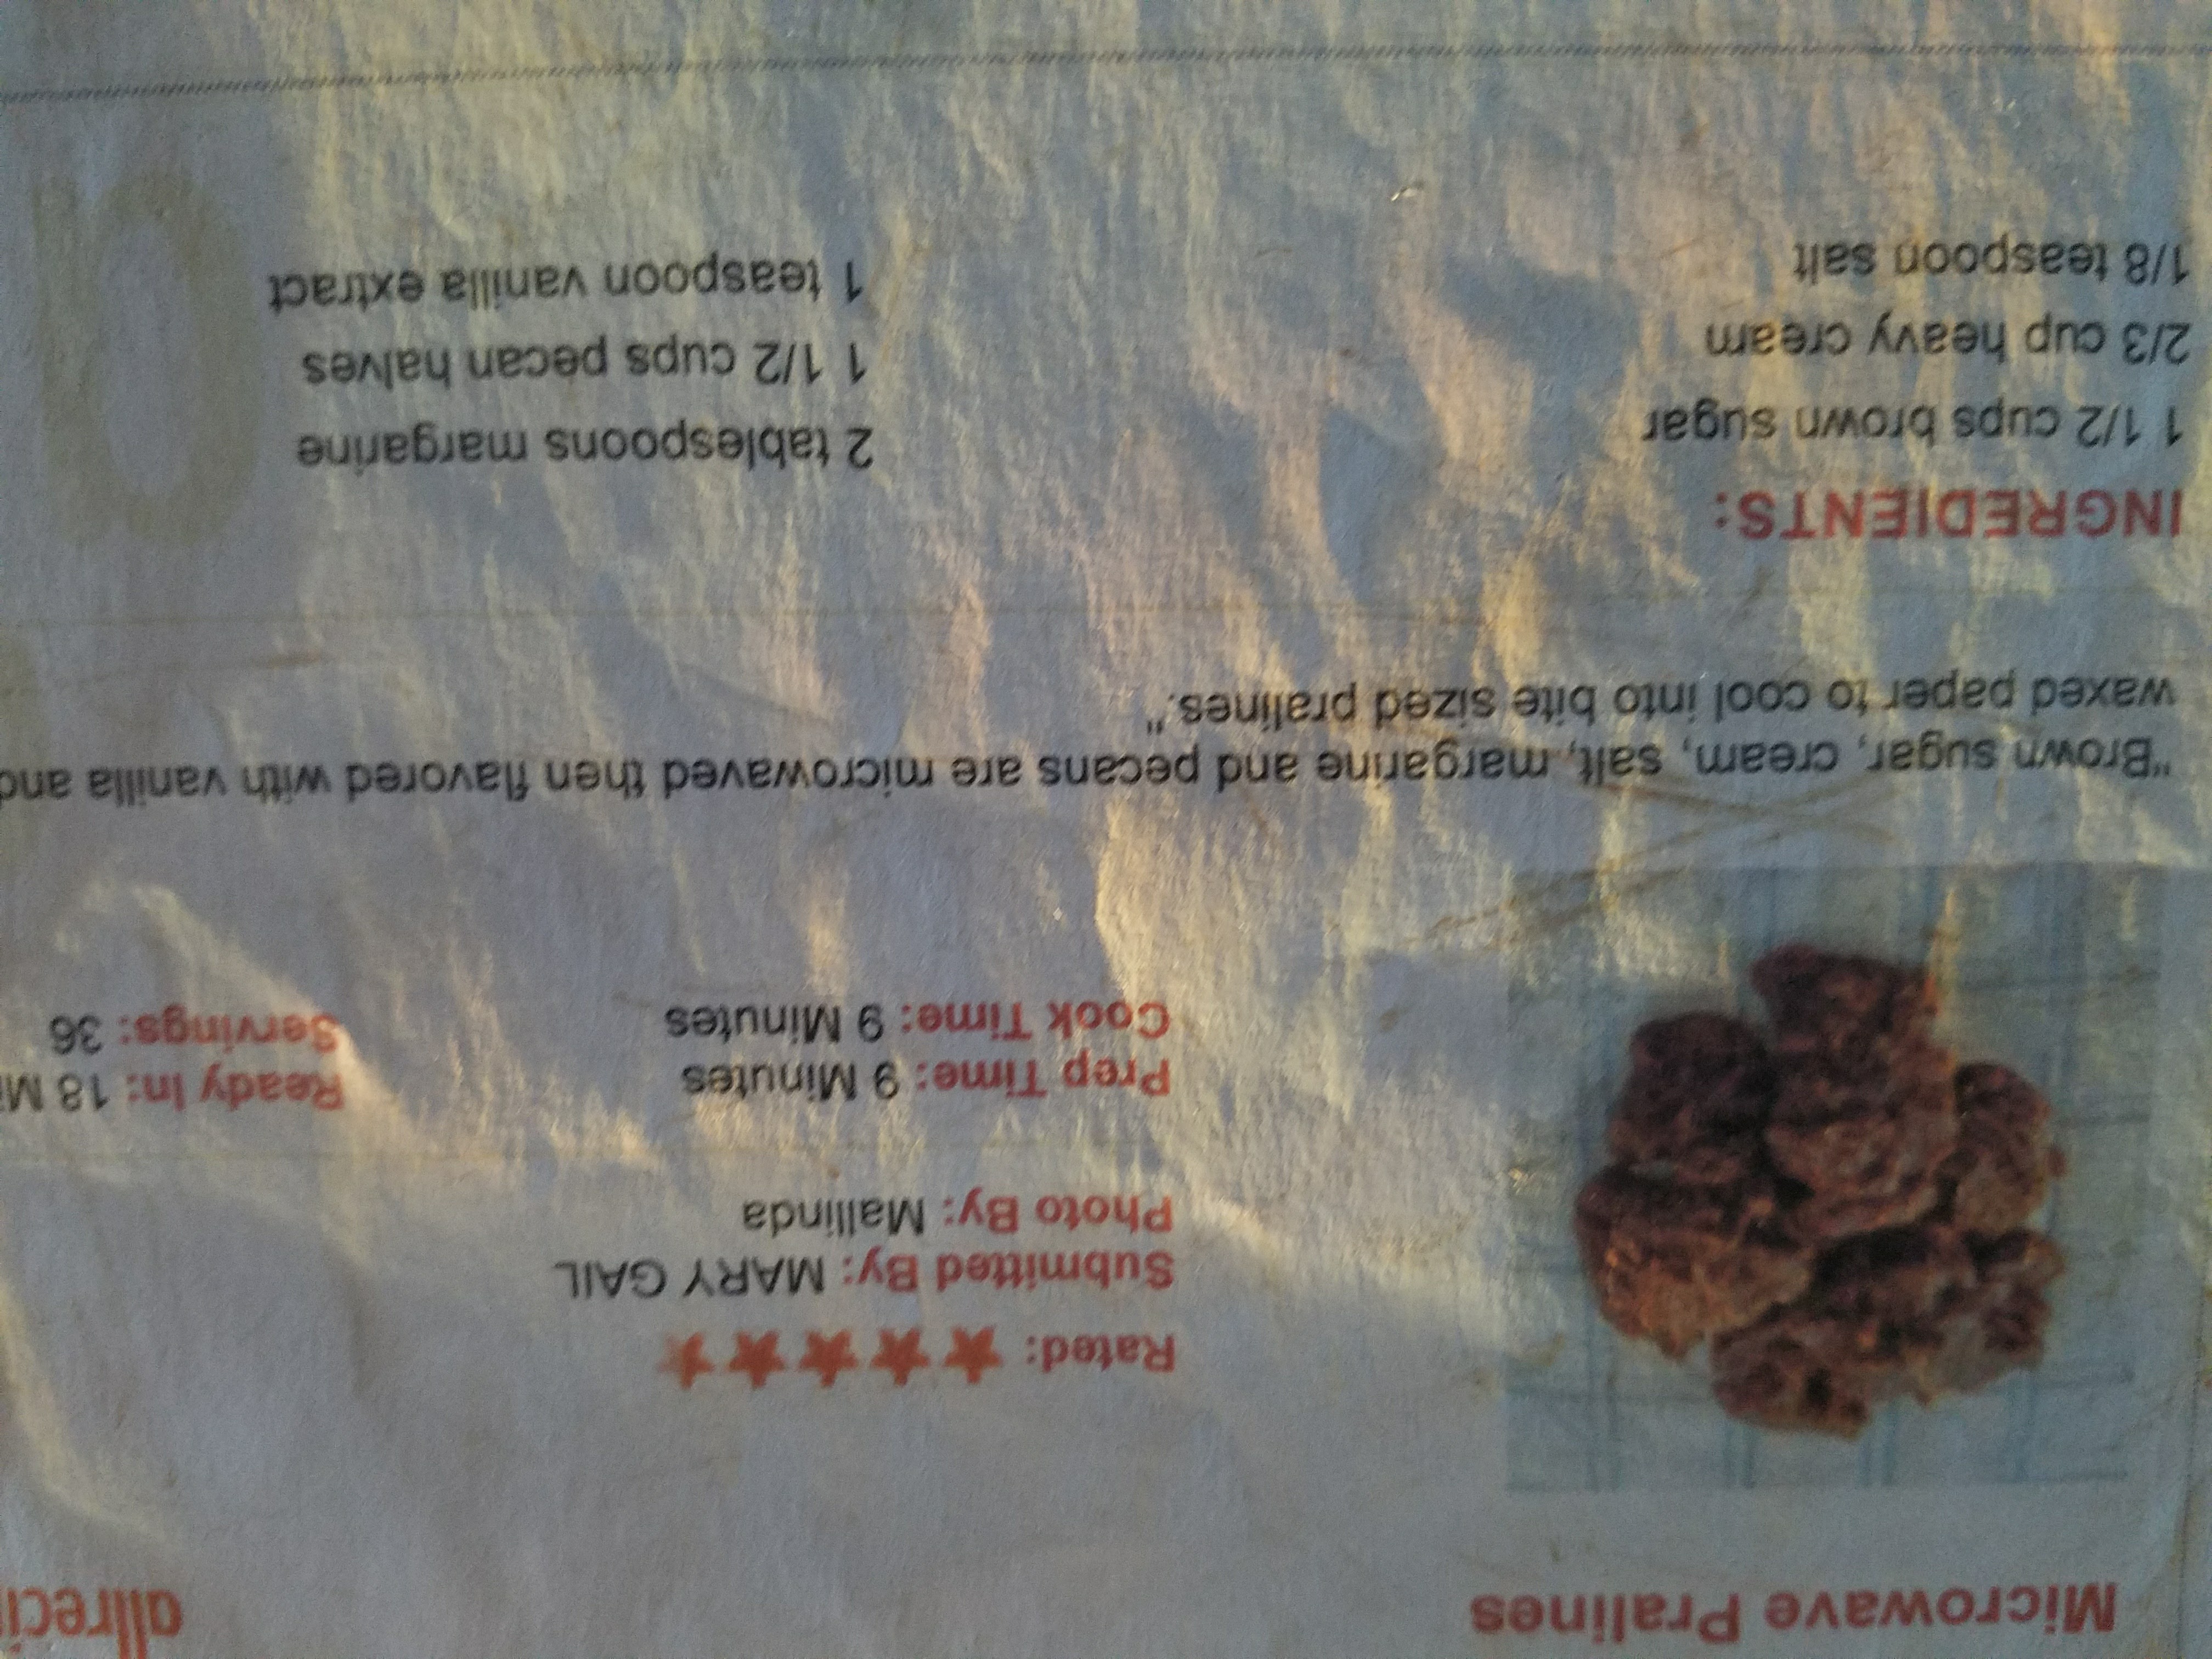 Microwave Pralines
allreci
Rated:
Submitted By: MARY GAIL
Photo By: Mallinda
Prep Time: 9 Minutes
Ready In: 18 Mi
Cook Time: 9 Minutes
Servings: 36
"Brown sugar, cream, salt, margarine and pecans are microwaved then flavored with vanilla and
waxed paper to cool into bite sized pralines."
INGREDIENTS:
1 1/2 cups brown sugar
2/3 cup heavy cream
1/8 teaspoon salt
2 tablespoons margarine
1 1/2 cups pecan halves
1 teaspoon vanilla extract